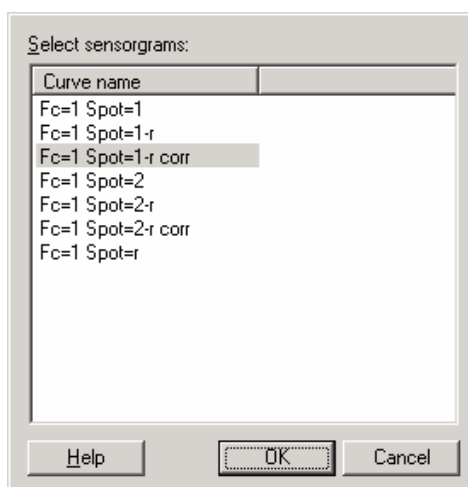 Select sensorgrams:
Curve name
Fc=1 Spot=1
Fc=1 Spot=1-r
Fc=1 Spot=1-r corr
Fc=1 Spot=2
Fc=1 Spot=2-r
Fc=1 Spot=2-r corr
Fc=1 Spot=r
Help OK Cancel